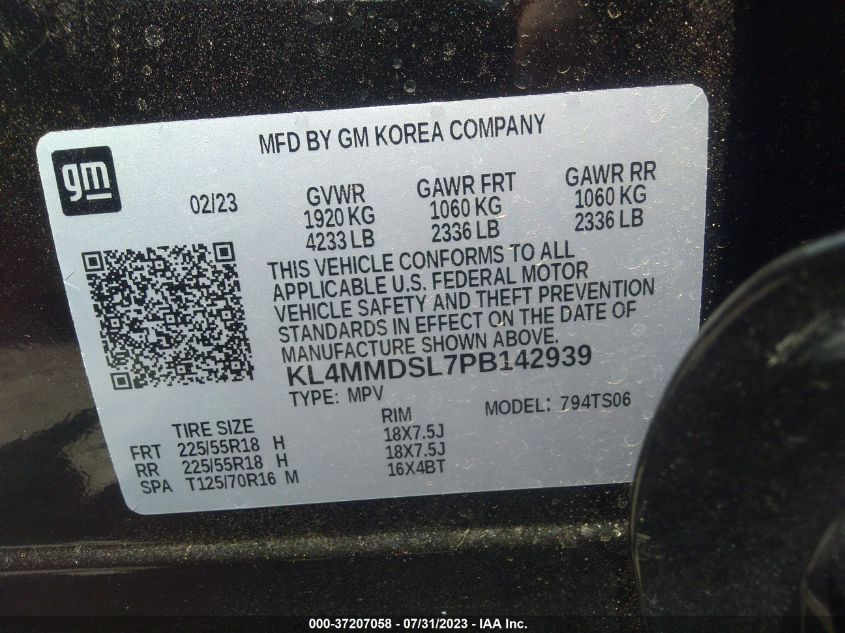 MFD BY GM KOREA COMPANY
gm
02/23
GVWR GAWR FRT GAWR RR
1920 KG 1060 KG 1060 KG
4233 LB 2336 LB 2336 LB
THIS VEHICLE CONFORMS TO ALL
APPLICABLE U.S. FEDERAL MOTOR
VEHICLE SAFETY AND THEFT PREVENTION
STANDARDS IN EFFECT ON THE DATE OF
MANUFACTURE SHOWN ABOVE.
KL4MMDSL7PB142939
TYPE: MPV MODEL: 794TS06
TIRE SIZE RIM
FRT 225/55R18 H 18X7.5J
RR 225/55R18 H 18X7.5J
SPA T125/70R16 M 16X4BT
000-37207058 - 07/31/2023 - IAA Inc.